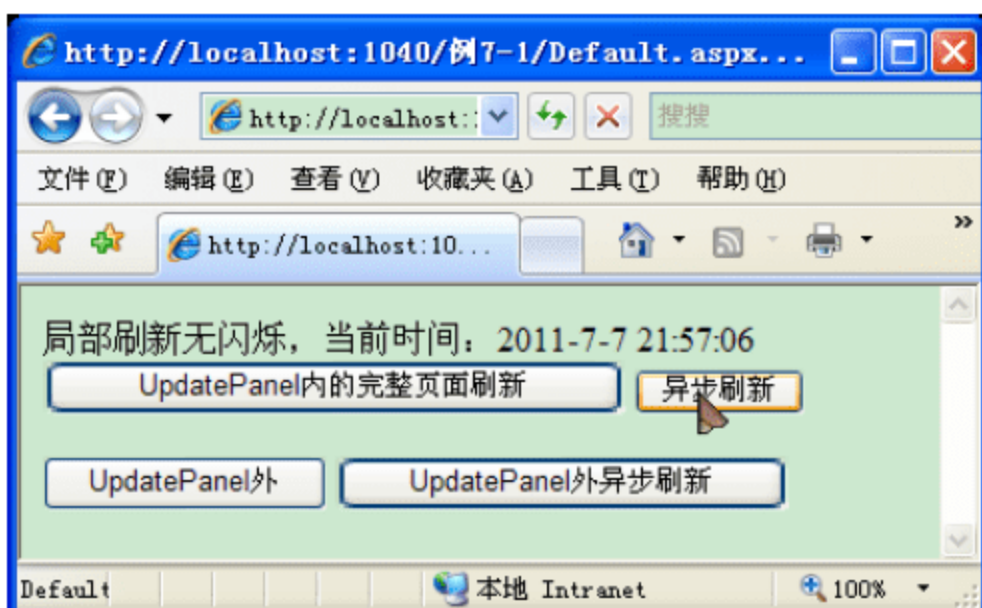 http://localhost:1040/例7-1/Default.aspx...
http://localhost: 搜搜
文件(F) 编辑(E) 查看(V) 收藏夹(A) 工具(T) 帮助(H)
http://localhost:10... »
局部刷新无闪烁，当前时间：2011-7-7 21:57:06
UpdatePanel内的完整页面刷新 异步刷新
UpdatePanel外 UpdatePanel外异步刷新
Default 本地 Intranet 100%